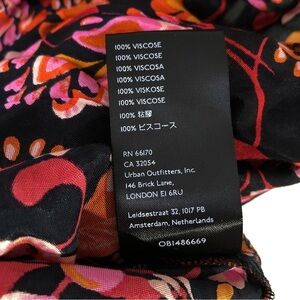 100% VISCOSE
100% VISCOSE
100% VISCOSA
100% VISCOSA
100% VISKOSE
100% VISCOSE
100% 粘膠
100% ビスコース
RN 66170
CA 32054
Urban Outfitters, Inc.
146 Brick Lane,
LONDON E1 6RU
Leidsestraat 32, 1017 PB
Amsterdam, Netherlands
OB1486669